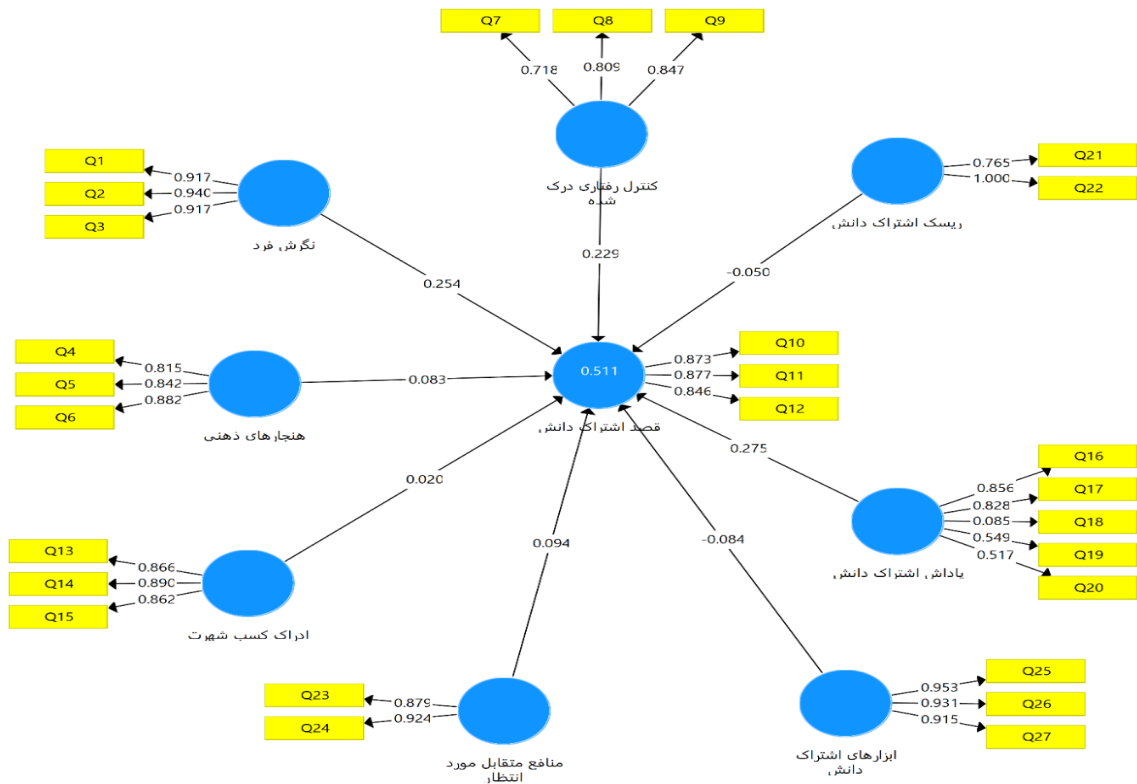 Q7
Q8
Q9
0.718
0.809
0.847
کنترل رفتاری درک
شده
Q1
Q2
Q3
0.917
0.940
0.917
نگرش فرد
Q21
Q22
0.765
1.000
ریسک اشتراک دانش
0.254
0.229
-0.050
Q4
Q5
Q6
0.815
0.842
0.882
هنجارهای ذهنی
0.083
0.511
قصد اشتراک دانش
0.873
0.877
0.846
Q10
Q11
Q12
0.020
0.094
-0.084
0.275
Q13
Q14
Q15
0.866
0.890
0.862
ادراک کسب شهرت
Q16
Q17
Q18
Q19
Q20
0.856
0.828
0.085
0.549
0.517
پاداش اشتراک دانش
Q23
Q24
0.879
0.924
منافع متقابل مورد
انتظار
Q25
Q26
Q27
0.953
0.931
0.915
ابزارهای اشتراک
دانش